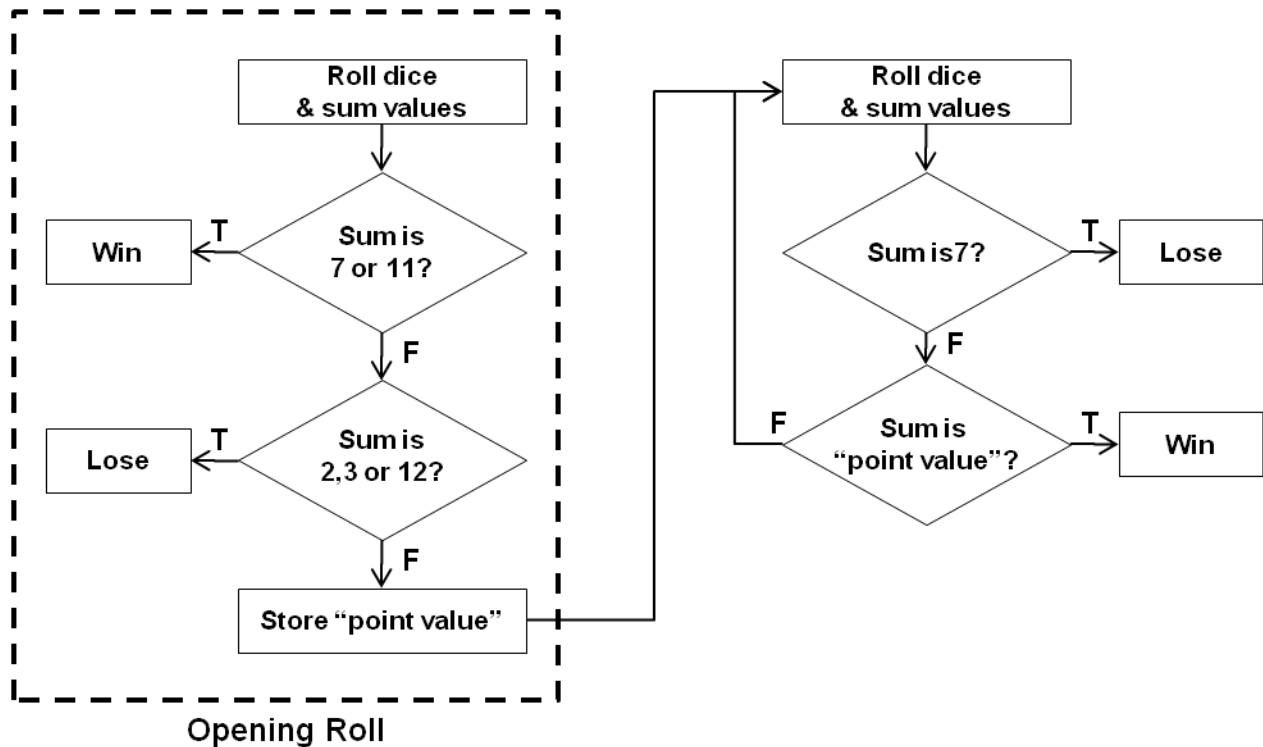 Roll dice
& sum values
T
Sum is
7 or 11?
Win
F
T
Sum is
2,3 or 12?
Lose
F
Store “point value”
Opening Roll
Roll dice
& sum values
Sum is7?
T
Lose
F
F
Sum is
“point value”?
T
Win